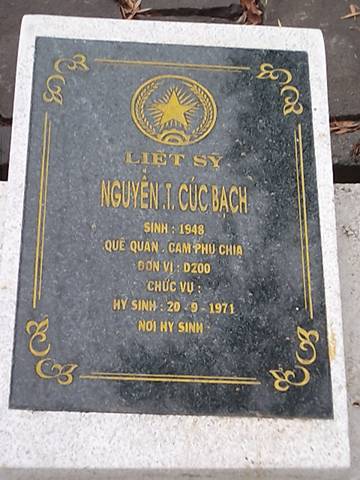 LIỆT SỸ
NGUYỄN .T. CÚC BẠCH
SINH : 1948
QUÊ QUÁN . CAM PHU CHIA
ĐƠN VỊ : D200
CHỨC VỤ :
HY SINH : 20 - 9 - 1971
NƠI HY SINH